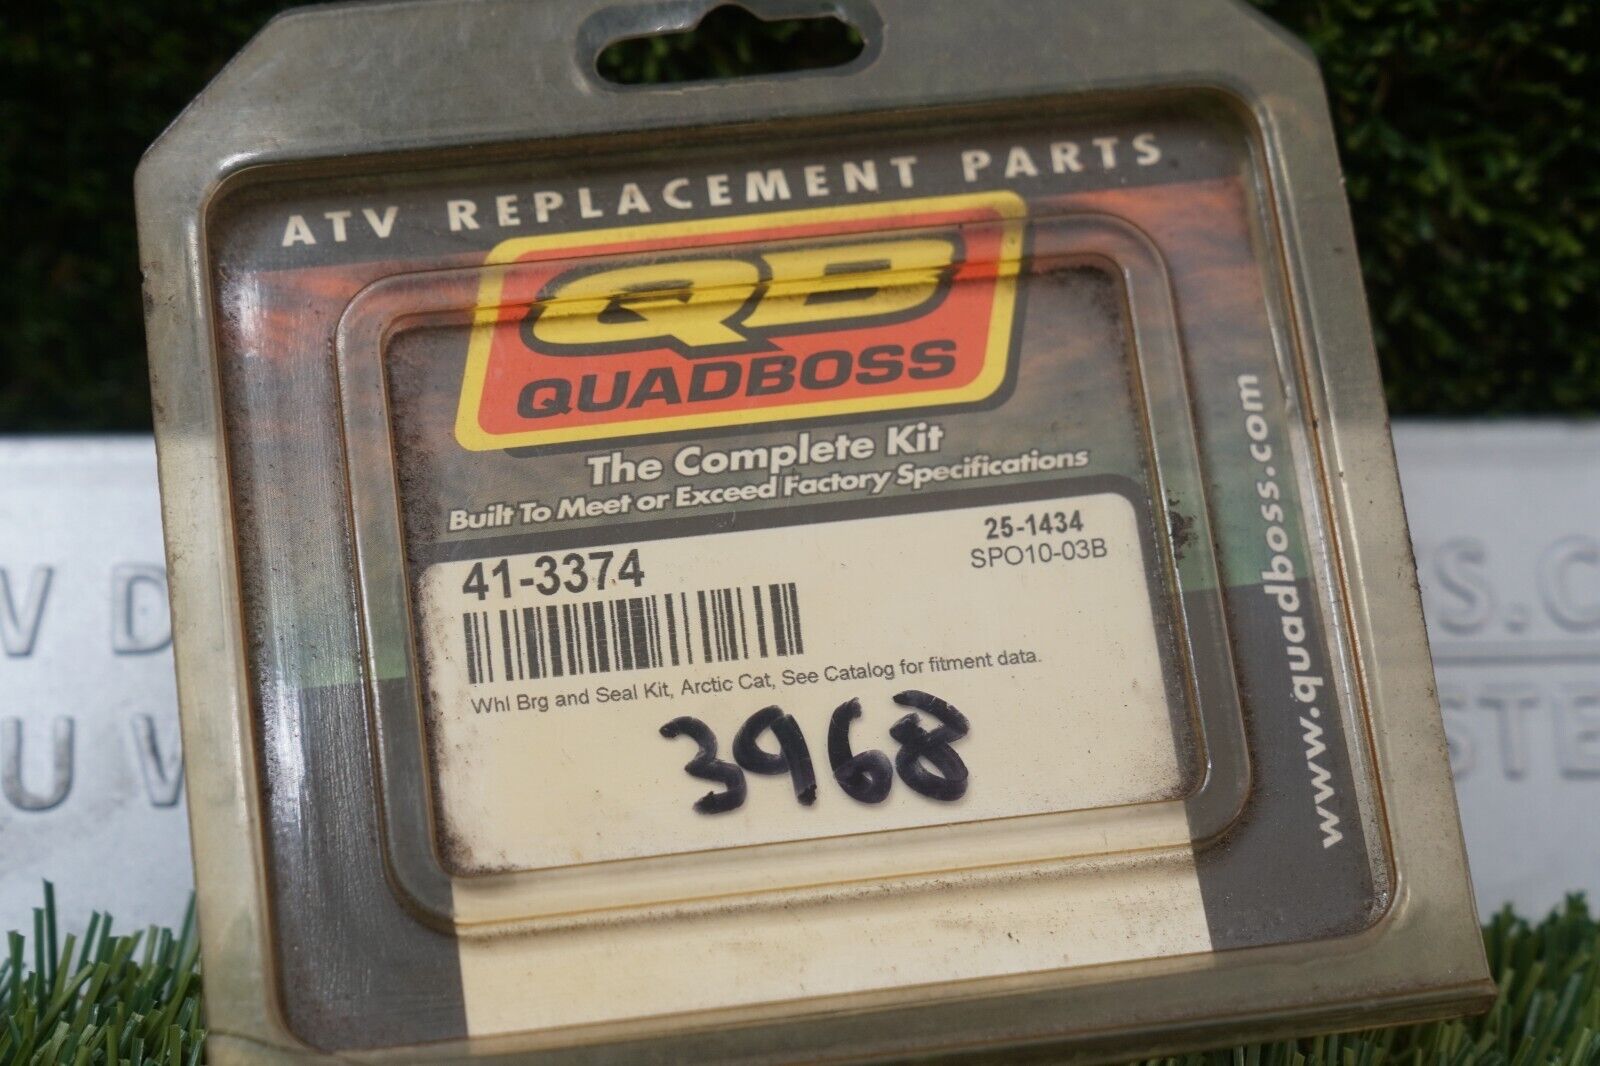 ATV REPLACEMENT PARTS
QB
QUADBOSS
The Complete Kit
Built To Meet or Exceed Factory Specifications
41-3374
25-1434
SPO10-03B
Whl Brg and Seal Kit, Arctic Cat, See Catalog for fitment data.
3968
www.quadboss.com